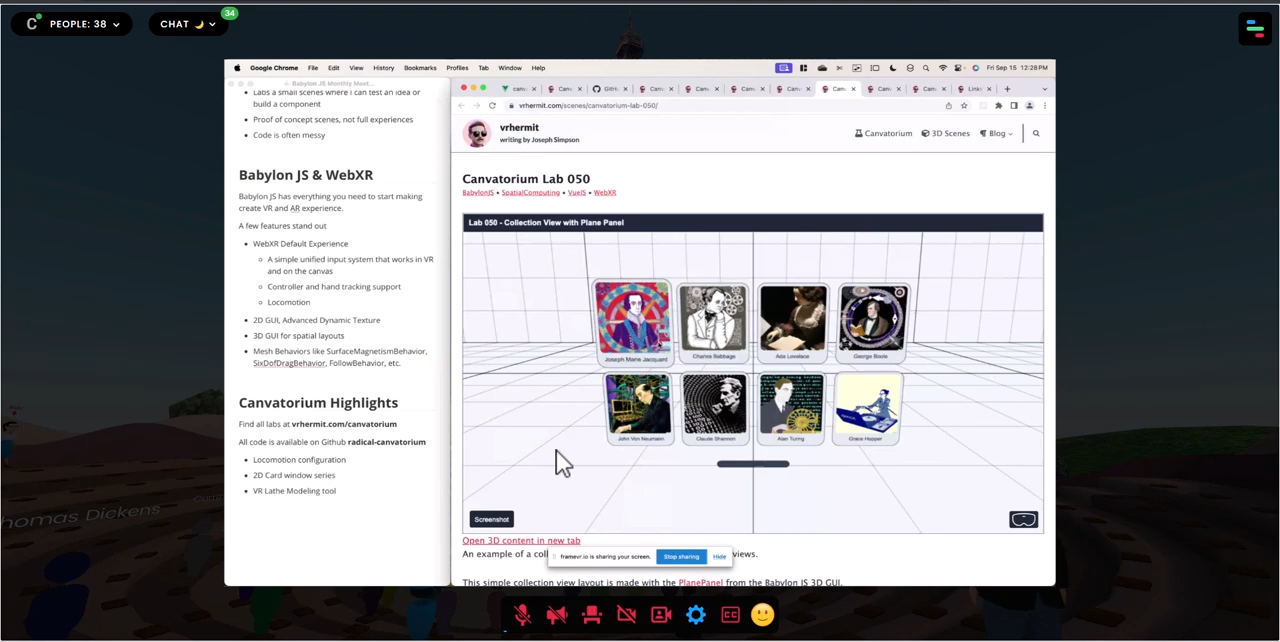 C PEOPLE: 38
CHAT 🌙
34
Google Chrome File Edit View History Bookmarks Profiles Tab Window Help
Fri Sep 15 12:28 PM
Babylon JS Monthly Meet...
Labs a small scenes where I can test an idea or
build a component
Proof of concept scenes, not full experiences
Code is often messy
Babylon JS & WebXR
Babylon JS has everything you need to start making
create VR and AR experience.
A few features stand out
WebXR Default Experience
A simple unified input system that works in VR
and on the canvas
Controller and hand tracking support
Locomotion
2D GUI, Advanced Dynamic Texture
3D GUI for spatial layouts
Mesh Behaviors like SurfaceMagnetismBehavior,
SixDofDragBehavior, FollowBehavior, etc.
Canvatorium Highlights
Find all labs at vrhermit.com/canvatorium
All code is available on Github radical-canvatorium
Locomotion configuration
2D Card window series
VR Lathe Modeling tool
vrhermit.com/scenes/canvatorium-lab-050/
vrhermit
writing by Joseph Simpson
Canvatorium 3D Scenes Blog
Canvatorium Lab 050
BabylonJS • SpatialComputing • VueJS • WebXR
Lab 050 - Collection View with Plane Panel
Joseph Marie Jacquard
Charles Babbage
Ada Lovelace
George Boole
John Von Neumann
Claude Shannon
Alan Turing
Grace Hopper
Screenshot
Open 3D content in new tab
An example of a coll
views.
framevr.io is sharing your screen. Stop sharing Hide
This simple collection view layout is made with the PlanePanel from the Babylon JS 3D GUI.
homas Dickens
CC